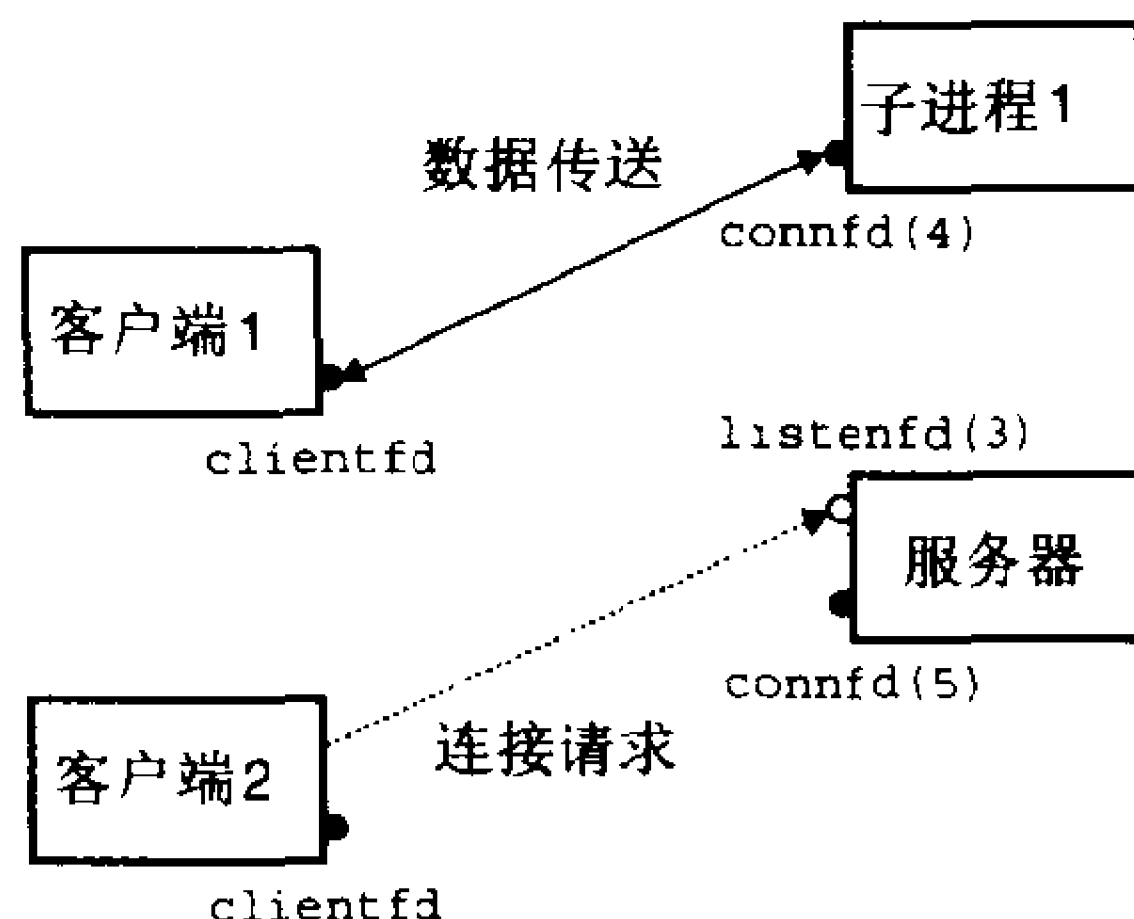 子进程1
数据传送
connfd(4)
客户端1
clientfd
listenfd(3)
服务器
connfd(5)
客户端2
连接请求
clientfd